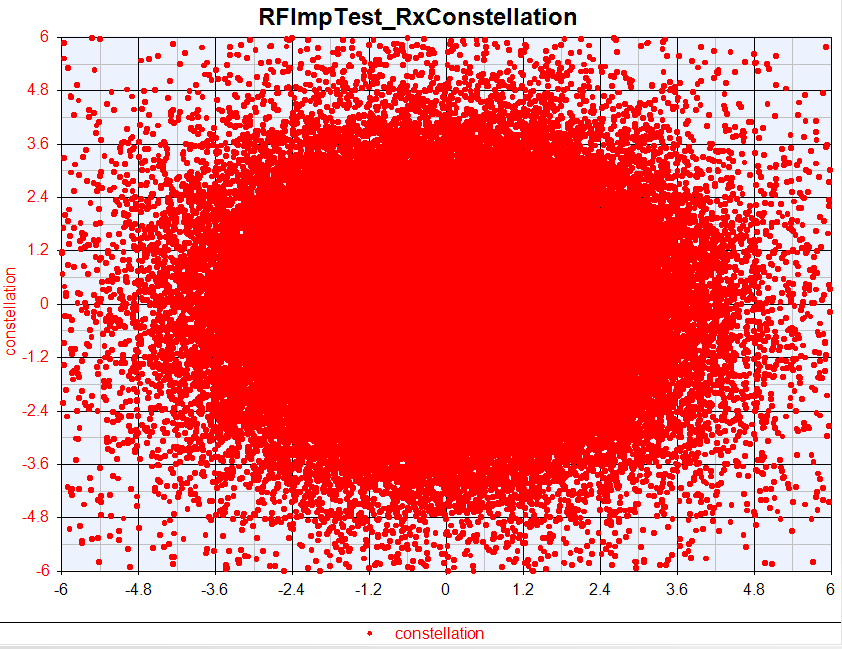 RFImpTest_RxConstellation
constellation
6
4.8
3.6
2.4
1.2
0
-1.2
-2.4
-3.6
-4.8
-6
-6 -4.8 -3.6 -2.4 -1.2 0 1.2 2.4 3.6 4.8 6
constellation